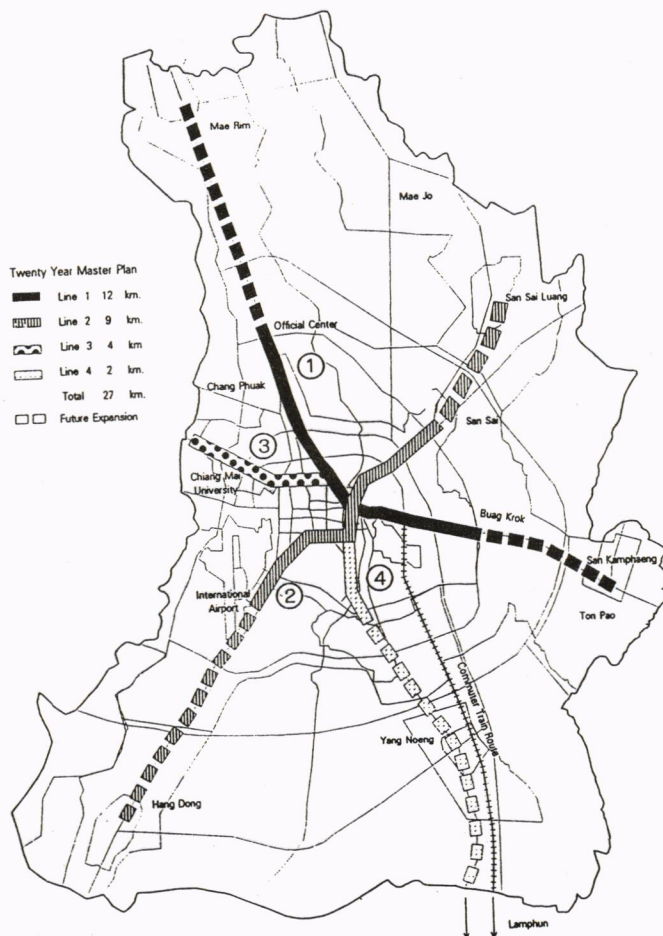 Mae Rim
Mae Jo
Twenty Year Master Plan
Line 1 12 km.
Line 2 9 km.
Line 3 4 km
Line 4 2 km.
Total 27 km.
Future Expansion
San Sai Luang
Official Center
1
Chang Phuak
San Sai
3
Chiang Mai
University
Buag Krok
San Kamphaeng
4
International
Airport
2
Ton Pao
Commuter Train Route
Yang Noeng
Hang Dong
Lamphun